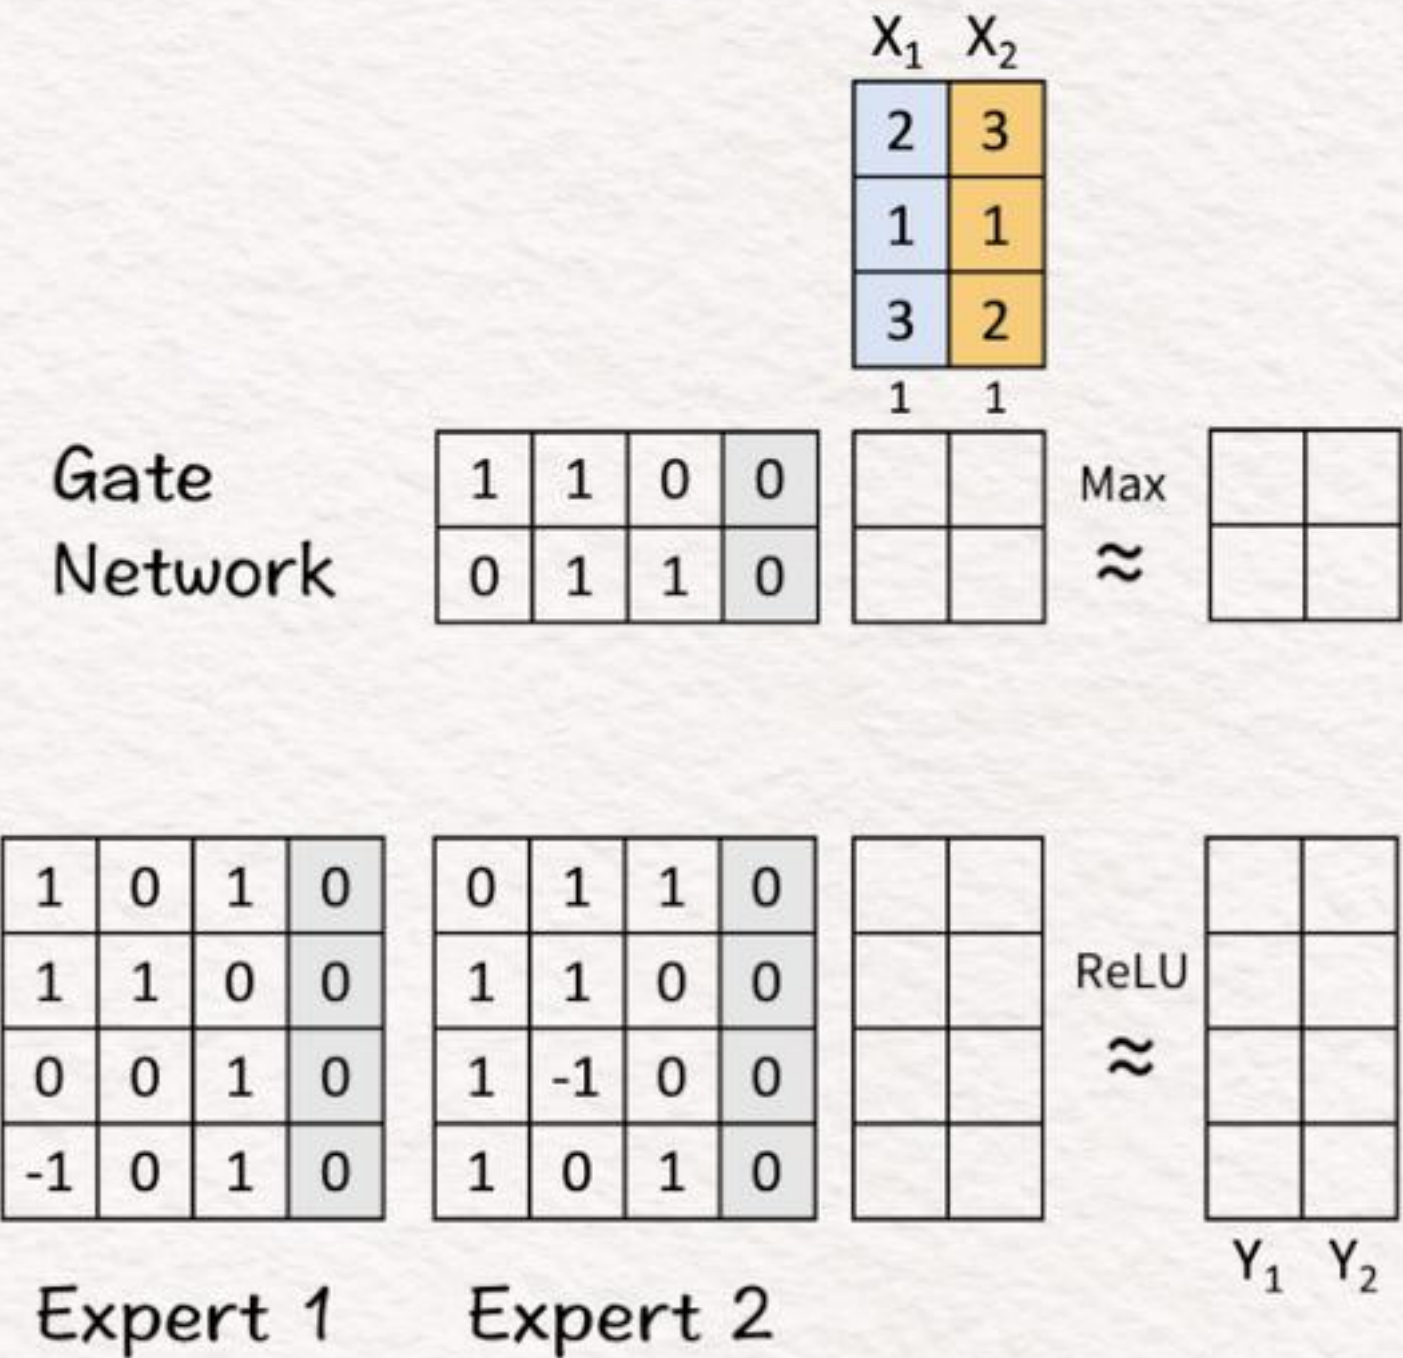 X₁ X₂
2 3
1 1
3 2
1 1
Gate 1 1 0 0 Max
Network 0 1 1 0 ≈
1 0 1 0 0 1 1 0
1 1 0 0 1 1 0 0 ReLU
0 0 1 0 1 -1 0 0 ≈
-1 0 1 0 1 0 1 0
Y₁ Y₂
Expert 1 Expert 2